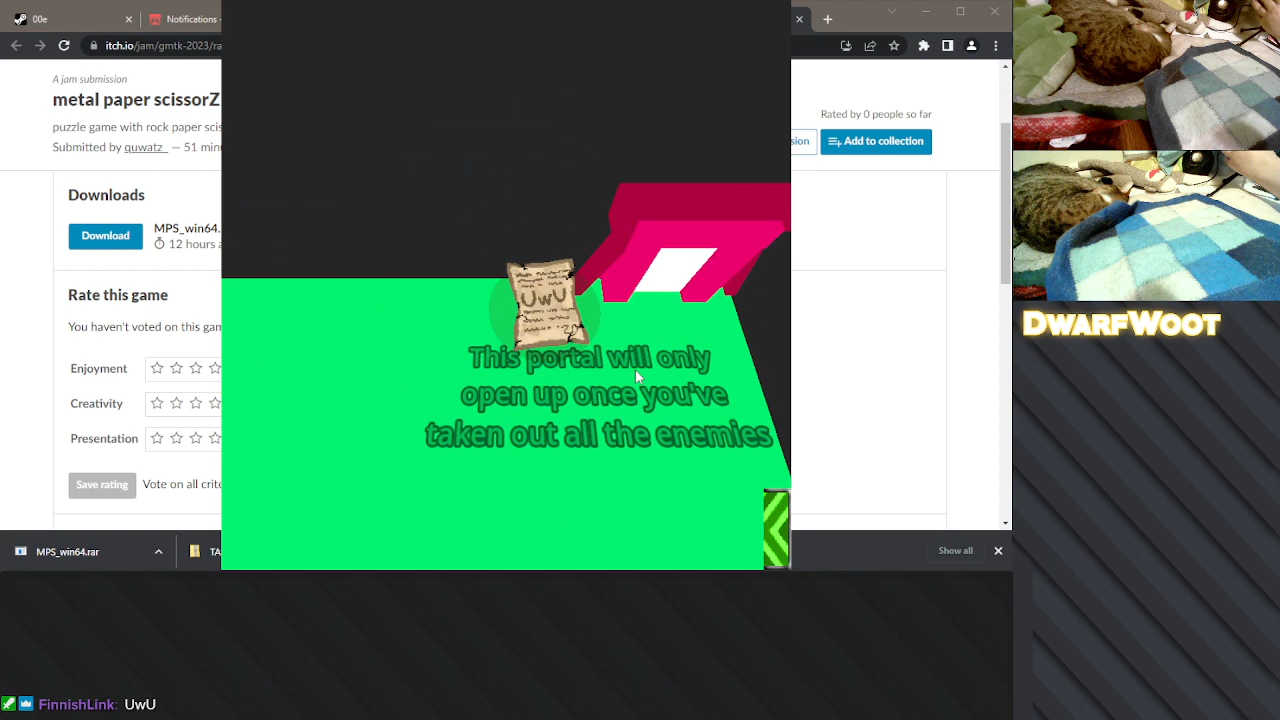 00e
Notifications -
itch.io/jam/gmtk-2023/ra
A jam submission
metal paper scissorZ
puzzle game with rock paper scis
Submitted by quwatz_ — 51 minu
Rated by 0 people so far
sion
Add to collection
Downloads
Download
MPS_win64.
12 hours a
Rate this game
You haven't voted on this gam
Enjoyment
Creativity
Presentation
Save rating
Vote on all crite
UwU
This portal will only
open up once you've
taken out all the enemies
MPS_win64.rar
TA
Show all
DwarfWoot
FinnishLink: UwU